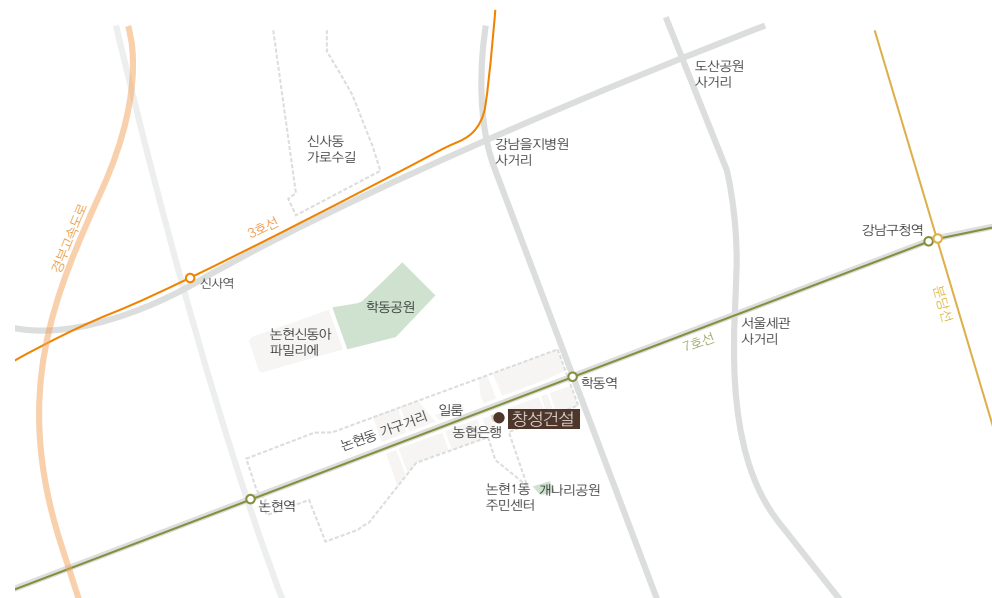 도산공원
사거리
신사동
가로수길
강남을지병원
사거리
경부고속도로
3호선
강남구청역
신사역
분당선
학동공원
논현신동아
파밀리에
서울세관
사거리
7호선
학동역
일룸
논현동 가구거리
창성건설
농협은행
논현1동
주민센터
개나리공원
논현역